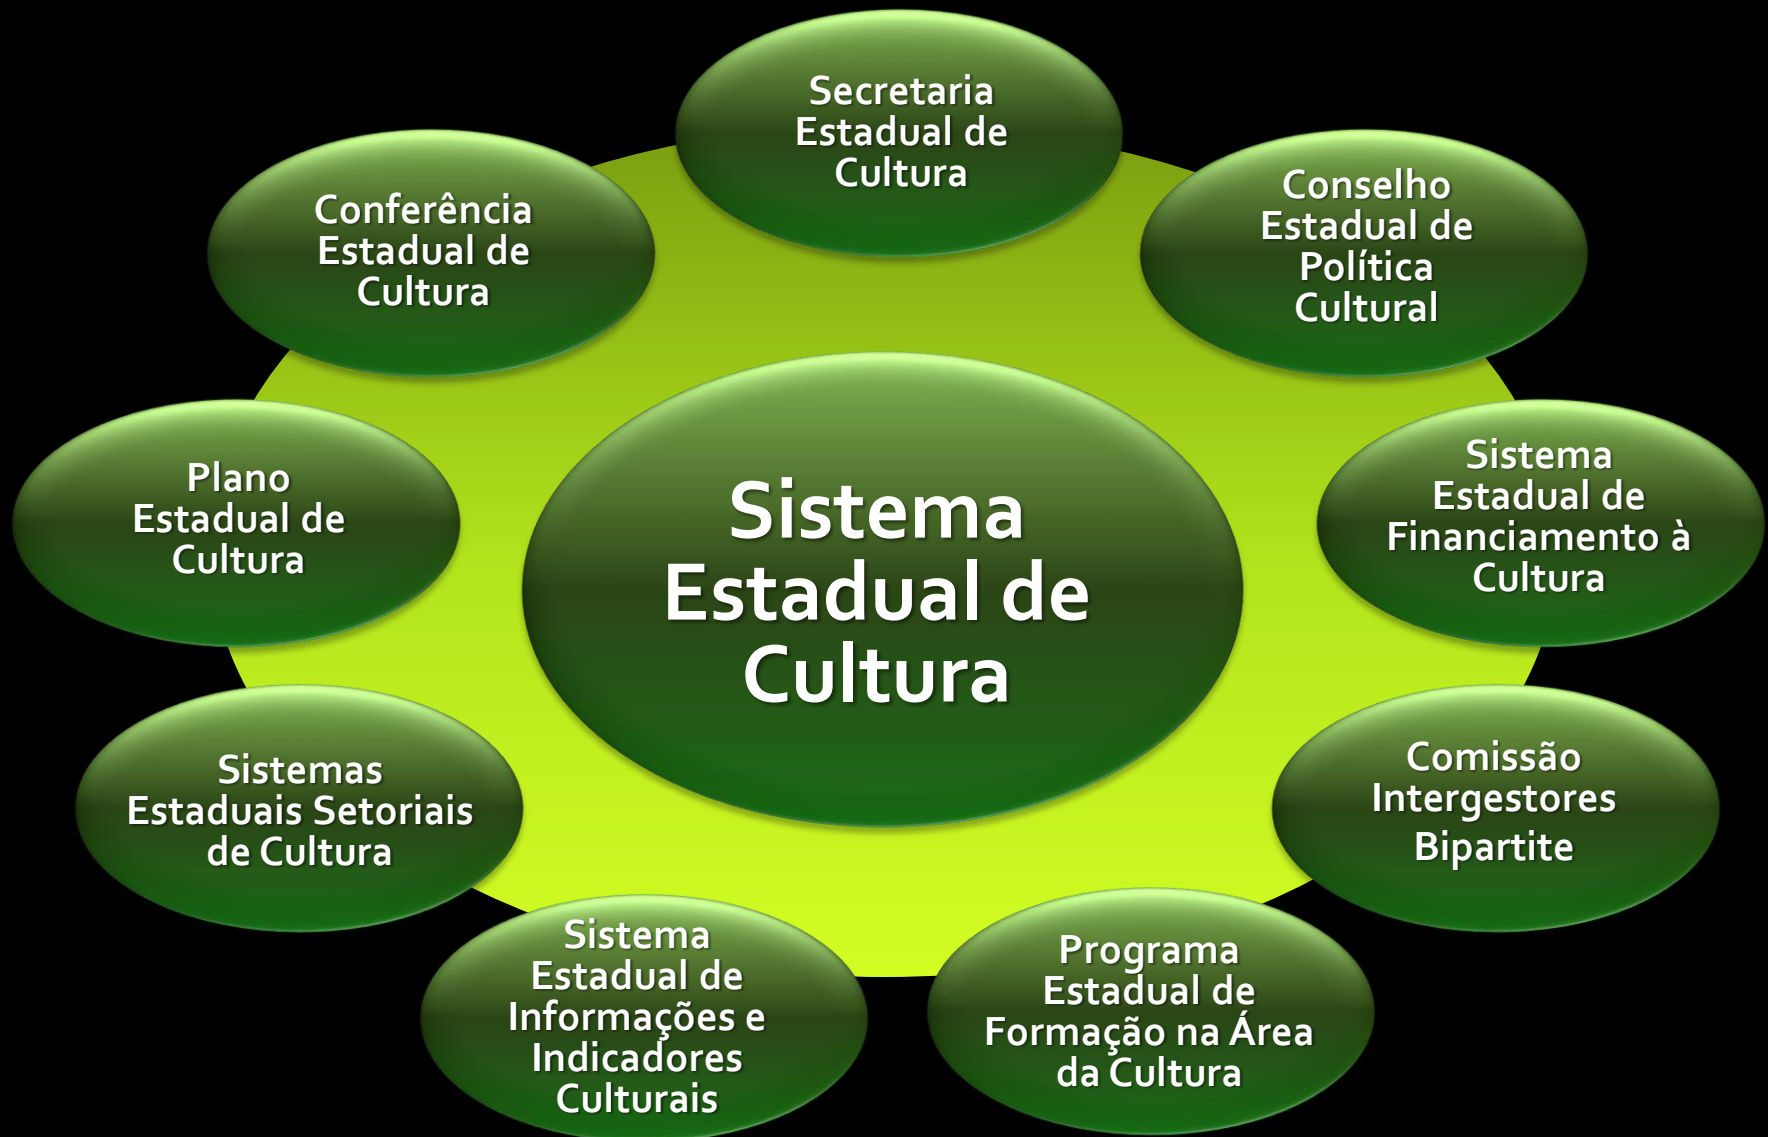 Secretaria
Estadual de
Cultura
Conselho
Estadual de
Política
Cultural
Sistema
Estadual de
Financiamento à
Cultura
Comissão
Intergestores
Bipartite
Programa
Estadual de
Formação na Área
da Cultura
Sistema
Estadual de
Informações e
Indicadores
Culturais
Sistemas
Estaduais Setoriais
de Cultura
Plano
Estadual de
Cultura
Conferência
Estadual de
Cultura
Sistema
Estadual de
Cultura